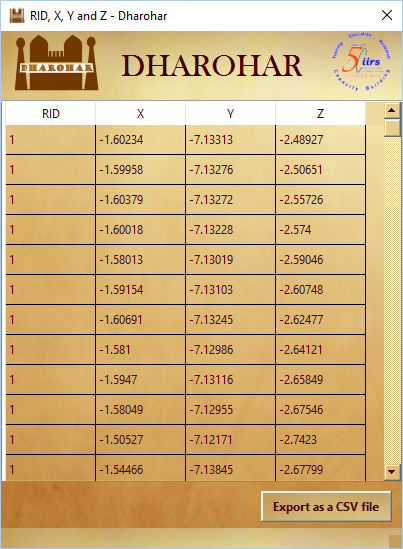 RID, X, Y and Z - Dharohar
DHAROHAR
DHAROHAR
Training Education Research
50 iirs
Capacity Building
RID X Y Z
1 -1.60234 -7.13313 -2.48927
1 -1.59958 -7.13276 -2.50651
1 -1.60379 -7.13272 -2.55726
1 -1.60018 -7.13228 -2.574
1 -1.58013 -7.13019 -2.59046
1 -1.59154 -7.13103 -2.60748
1 -1.60691 -7.13245 -2.62477
1 -1.581 -7.12986 -2.64121
1 -1.5947 -7.13116 -2.65849
1 -1.58049 -7.12955 -2.67546
1 -1.50527 -7.12171 -2.7423
1 -1.54466 -7.13845 -2.67799
Export as a CSV file